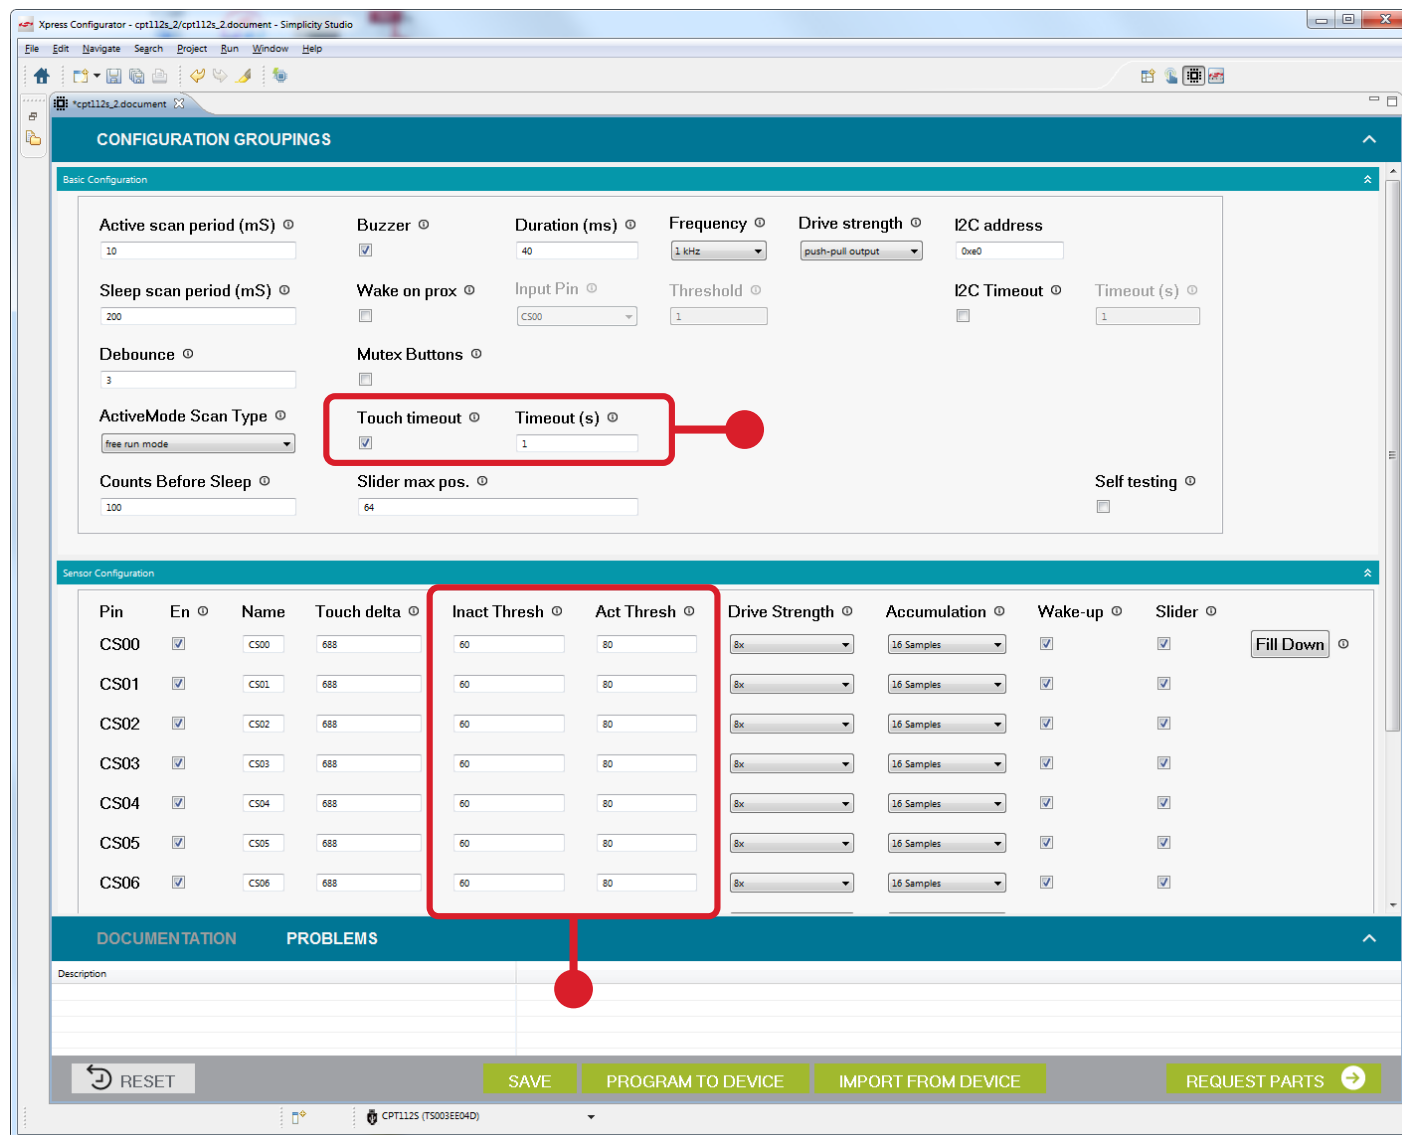 Xpress Configurator - cpt112s_2/cpt112s_2.document - Simplicity Studio
File Edit Navigate Search Project Run Window Help
*cpt112s_2.document
CONFIGURATION GROUPINGS
Basic Configuration
Active scan period (mS) Buzzer Duration (ms) Frequency Drive strength I2C address
10 40 1 kHz push-pull output 0xe0
Sleep scan period (mS) Wake on prox Input Pin Threshold I2C Timeout Timeout (s)
200 CS00 1 1
Debounce Mutex Buttons
3
ActiveMode Scan Type Touch timeout Timeout (s)
free run mode 1
Counts Before Sleep Slider max pos. Self testing
100 64
Sensor Configuration
Pin En Name Touch delta Inact Thresh Act Thresh Drive Strength Accumulation Wake-up Slider
CS00 CS00 688 60 80 8x 16 Samples Fill Down
CS01 CS01 688 60 80 8x 16 Samples
CS02 CS02 688 60 80 8x 16 Samples
CS03 CS03 688 60 80 8x 16 Samples
CS04 CS04 688 60 80 8x 16 Samples
CS05 CS05 688 60 80 8x 16 Samples
CS06 CS06 688 60 80 8x 16 Samples
DOCUMENTATION PROBLEMS
Description
RESET SAVE PROGRAM TO DEVICE IMPORT FROM DEVICE REQUEST PARTS
CPT112S (TS003EE04D)